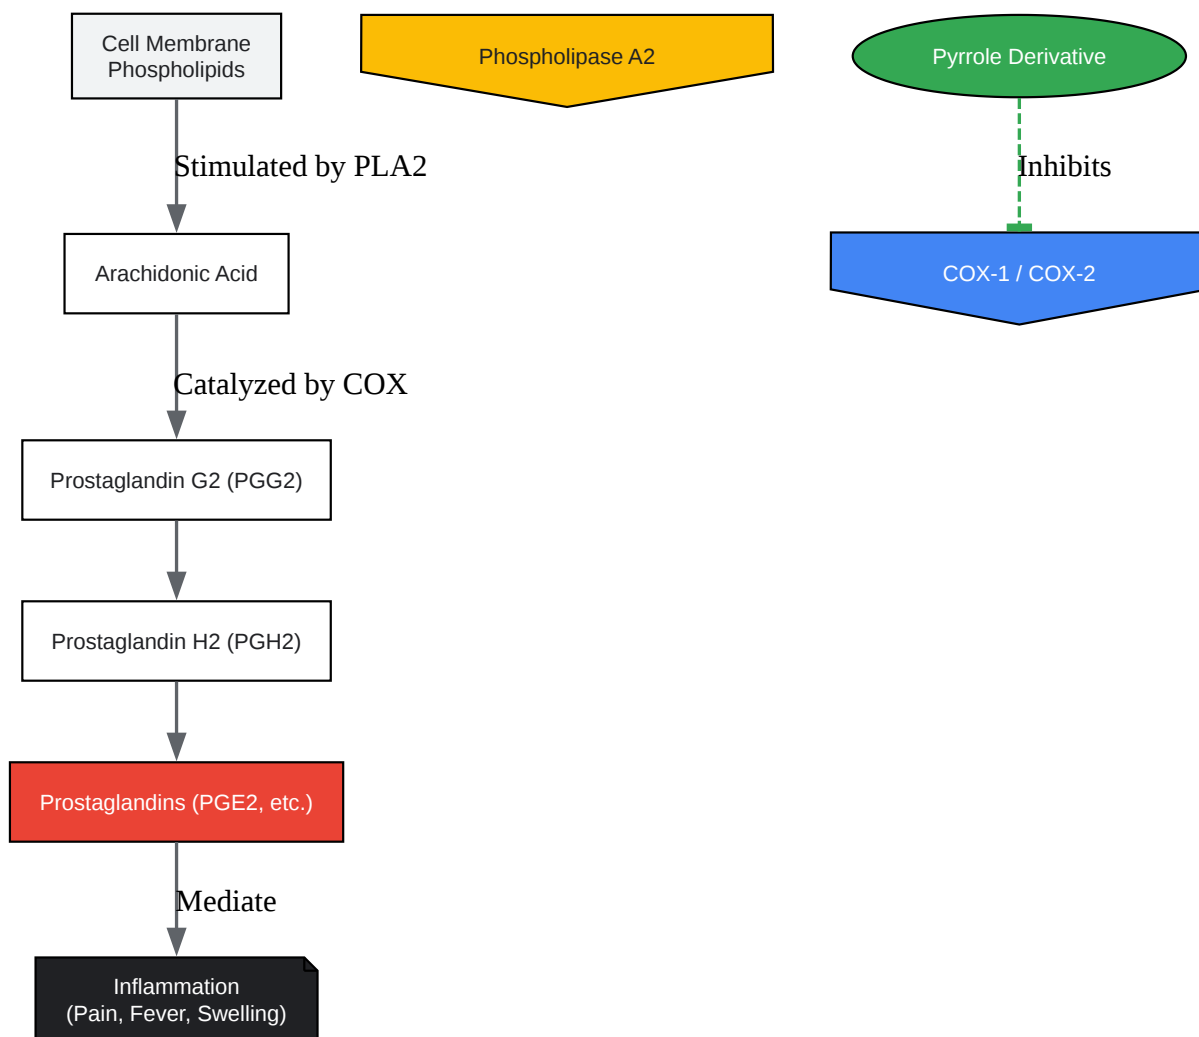 Cell Membrane
Phospholipids
Phospholipase A2
Pyrrole Derivative
Stimulated by PLA2
Inhibits
Arachidonic Acid
COX-1 / COX-2
Catalyzed by COX
Prostaglandin G2 (PGG2)
Prostaglandin H2 (PGH2)
Prostaglandins (PGE2, etc.)
Mediate
Inflammation
(Pain, Fever, Swelling)